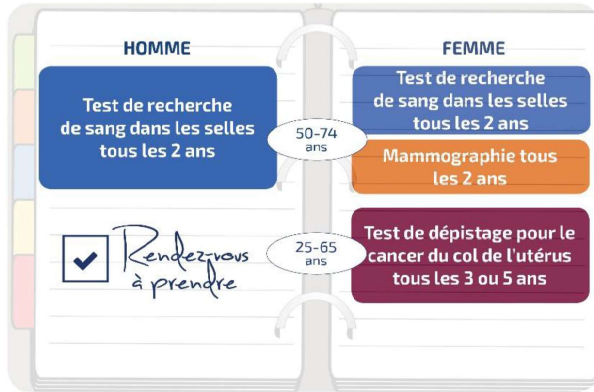 HOMME
Test de recherche
de sang dans les selles
tous les 2 ans
Rendez-vous
à prendre
50-74
ans
25-65
ans
FEMME
Test de recherche
de sang dans les selles
tous les 2 ans
Mammographie tous
les 2 ans
Test de dépistage pour le
cancer du col de l'utérus
tous les 3 ou 5 ans